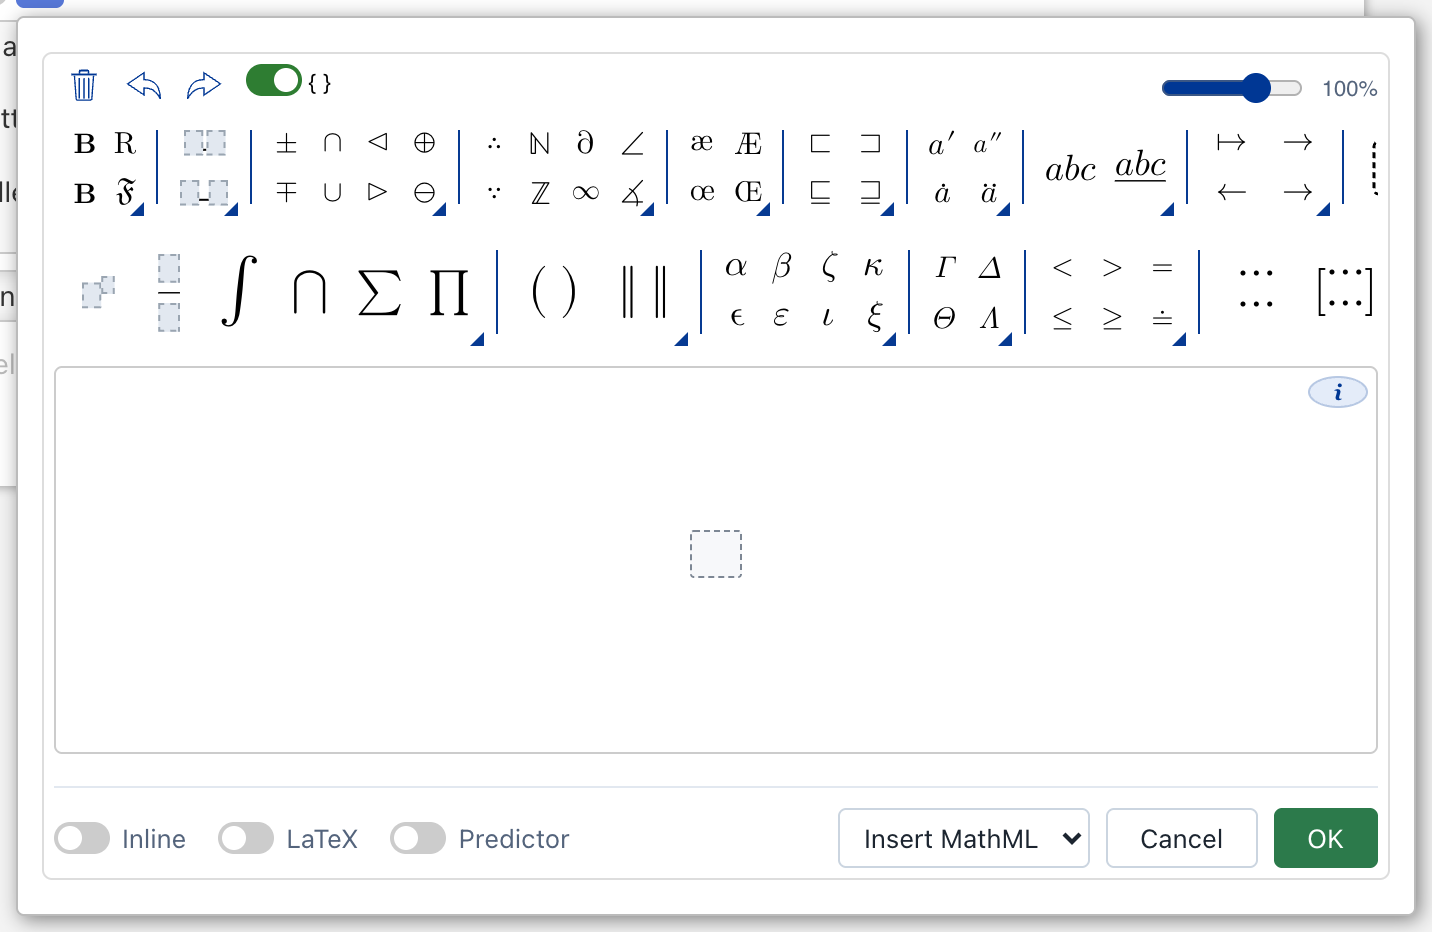 { } 100%
B R ± ∩ ◁ ⊕ ∴ ℕ ∂ ∠ æ Æ ⊏ ⊐ a′ a″ abc abc ↦ →
B 𝔉 ∓ ∪ ▷ ⊖ ∵ ℤ ∞ ∡ œ Œ ⊑ ⊒ ȧ ä ← →
∫ ∩ ∑ ∏ ( ) ‖ ‖ α β ζ κ Γ Δ < > = ... [...]
ϵ ε ι ξ Θ Λ ≤ ≥ ≐ ... [...]
i
Inline LaTeX Predictor Insert MathML Cancel OK